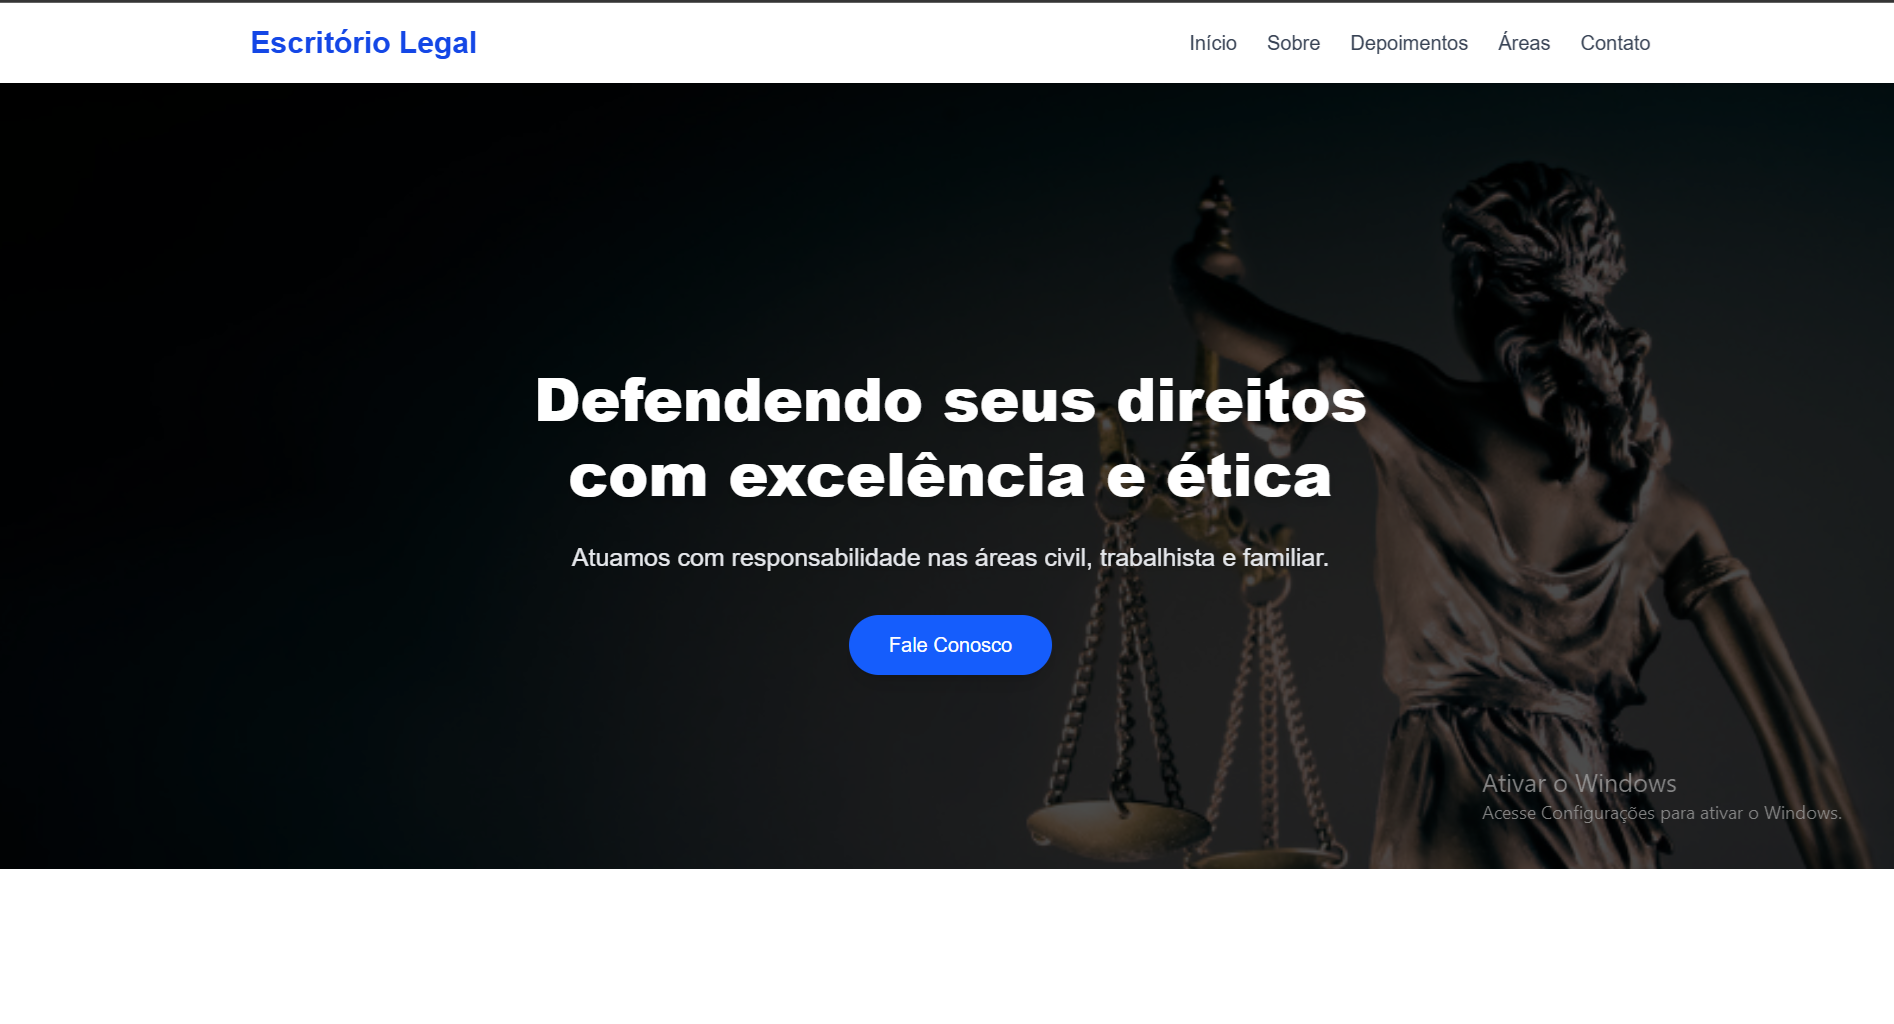 Escritório Legal
Início Sobre Depoimentos Áreas Contato
Defendendo seus direitos
com excelência e ética
Atuamos com responsabilidade nas áreas civil, trabalhista e familiar.
Fale Conosco
Ativar o Windows
Acesse Configurações para ativar o Windows.